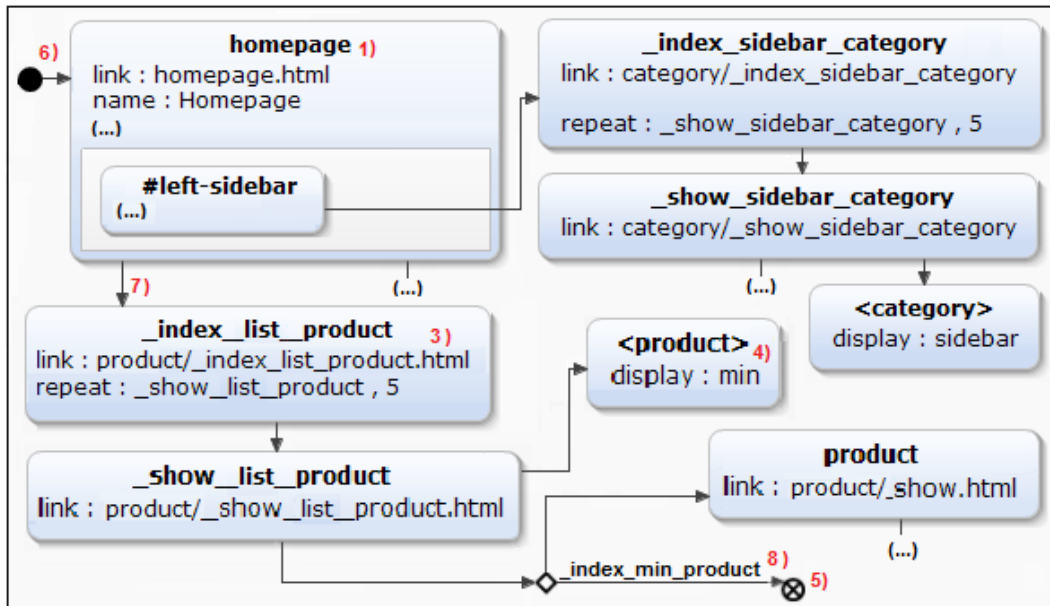 6)
homepage 1)
link : homepage.html
name : Homepage
(...)
#left-sidebar
(...)
(...)
_index_sidebar_category
link : category/_index_sidebar_category
repeat : _show_sidebar_category , 5
_show_sidebar_category
link : category/_show_sidebar_category
(...)
<category>
display : sidebar
7)
_index__list__product 3 )
link : product/_index_list_product.html
repeat : _show__list_product , 5
<product>
display : min 4)
_show__list__product
link : product/__show__list__product.html
product
link : product/_show.html
(...)
_index_min_product 8 )
5)